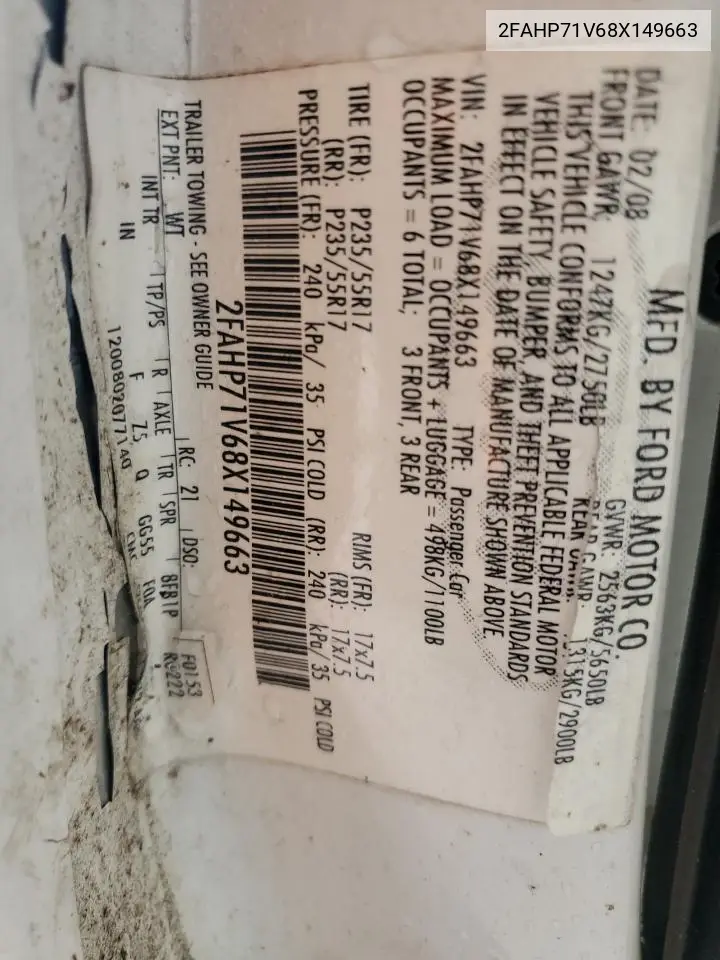 2FAHP71V68X149663
MFD. BY FORD MOTOR CO.
DATE: 02/08 GVWR: 2563KG/5650LB
FRONT GAWR: 1247KG/2750LB REAR GAWR: 1315KG/2900LB
THIS VEHICLE CONFORMS TO ALL APPLICABLE FEDERAL MOTOR
VEHICLE SAFETY, BUMPER, AND THEFT PREVENTION STANDARDS
IN EFFECT ON THE DATE OF MANUFACTURE SHOWN ABOVE.
VIN: 2FAHP71V68X149663 TYPE: Passenger Car
MAXIMUM LOAD = OCCUPANTS + LUGGAGE = 498KG/1100LB
OCCUPANTS = 6 TOTAL; 3 FRONT, 3 REAR
TIRE (FR): P235/55R17 RIMS (FR): 17x7.5
(RR): P235/55R17 (RR): 17x7.5
PRESSURE (FR): 240 kPa/ 35 PSI COLD (RR): 240 kPa/ 35 PSI COLD
2FAHP71V68X149663
TRAILER TOWING - SEE OWNER GUIDE
F0153
EXT PNT: WT RC: 21 DSO: R0222
INT TR TP/PS R AXLE TR SPR 8FB1P
IN F Z5 Q GG55